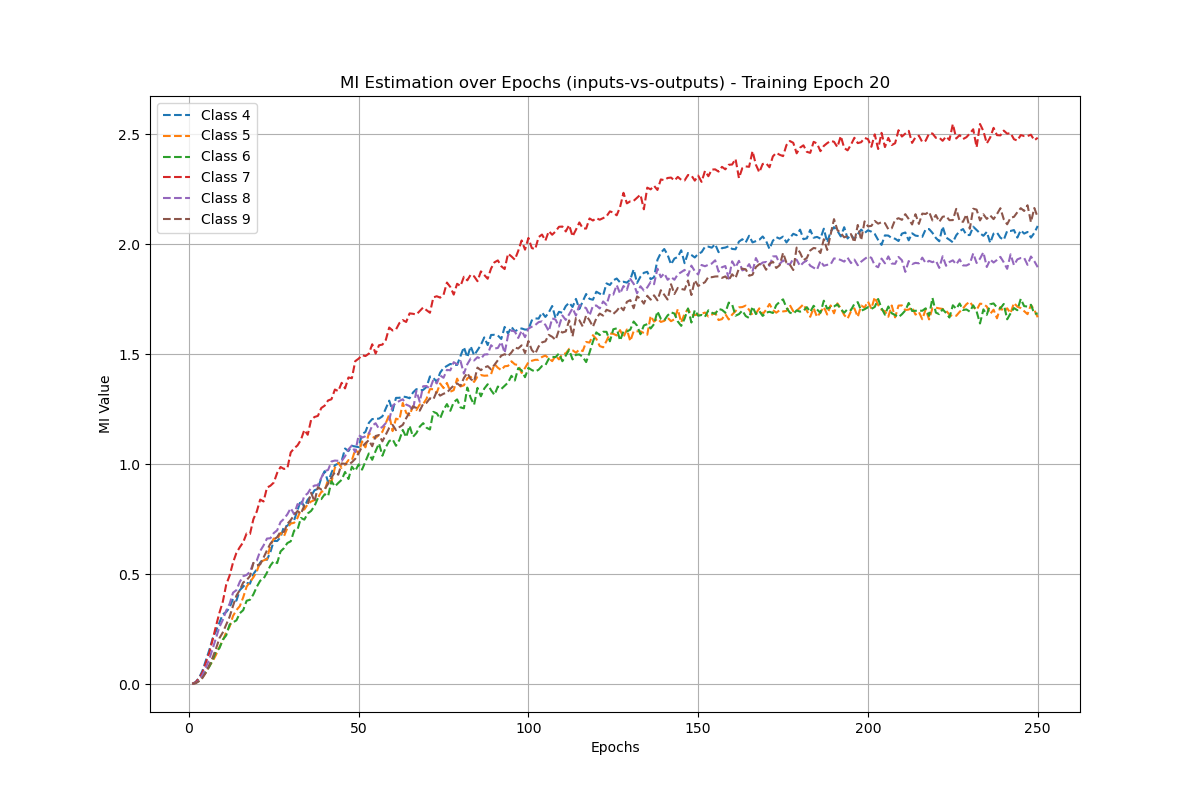 MI Estimation over Epochs (inputs-vs-outputs) - Training Epoch 20
Class 4
Class 5
Class 6
Class 7
Class 8
Class 9
2.5
2.0
1.5
1.0
0.5
0.0
MI Value
0 50 100 150 200 250
Epochs